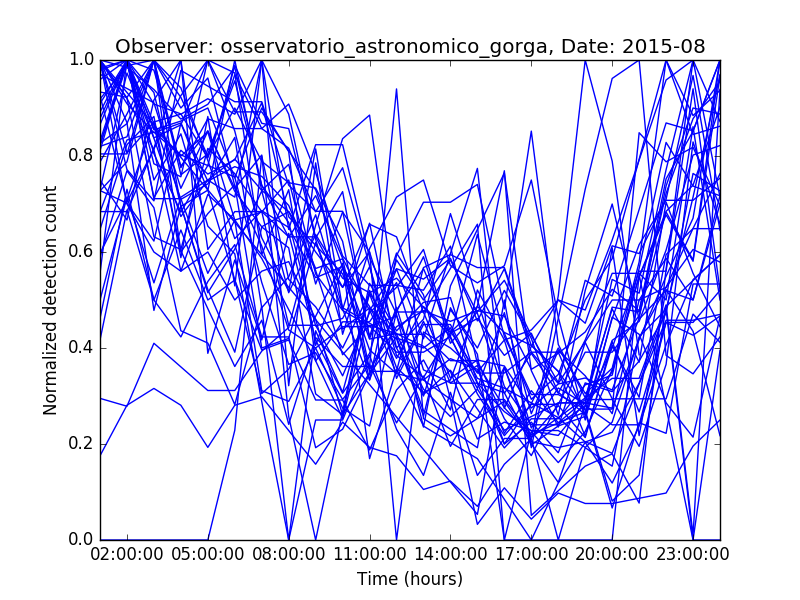 Observer: osservatorio_astronomico_gorga, Date: 2015-08
1.0
0.8
0.6
0.4
0.2
0.0
Normalized detection count
02:00:00 05:00:00 08:00:00 11:00:00 14:00:00 17:00:00 20:00:00 23:00:00
Time (hours)